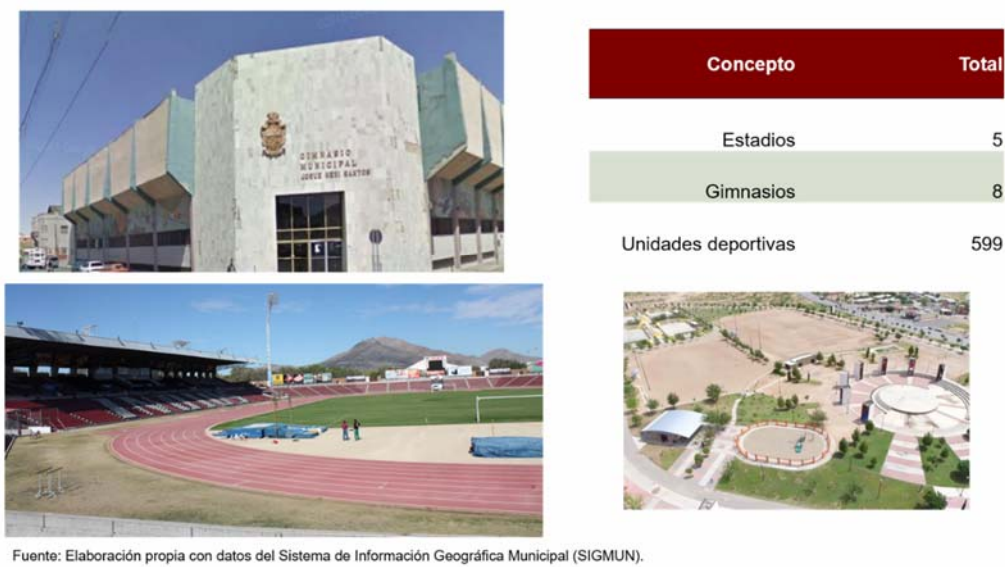 GIMNASIO
MUNICIPAL
Concepto Total
Estadios 5
Gimnasios 8
Unidades deportivas 599
Fuente: Elaboración propia con datos del Sistema de Información Geográfica Municipal (SIGMUN).